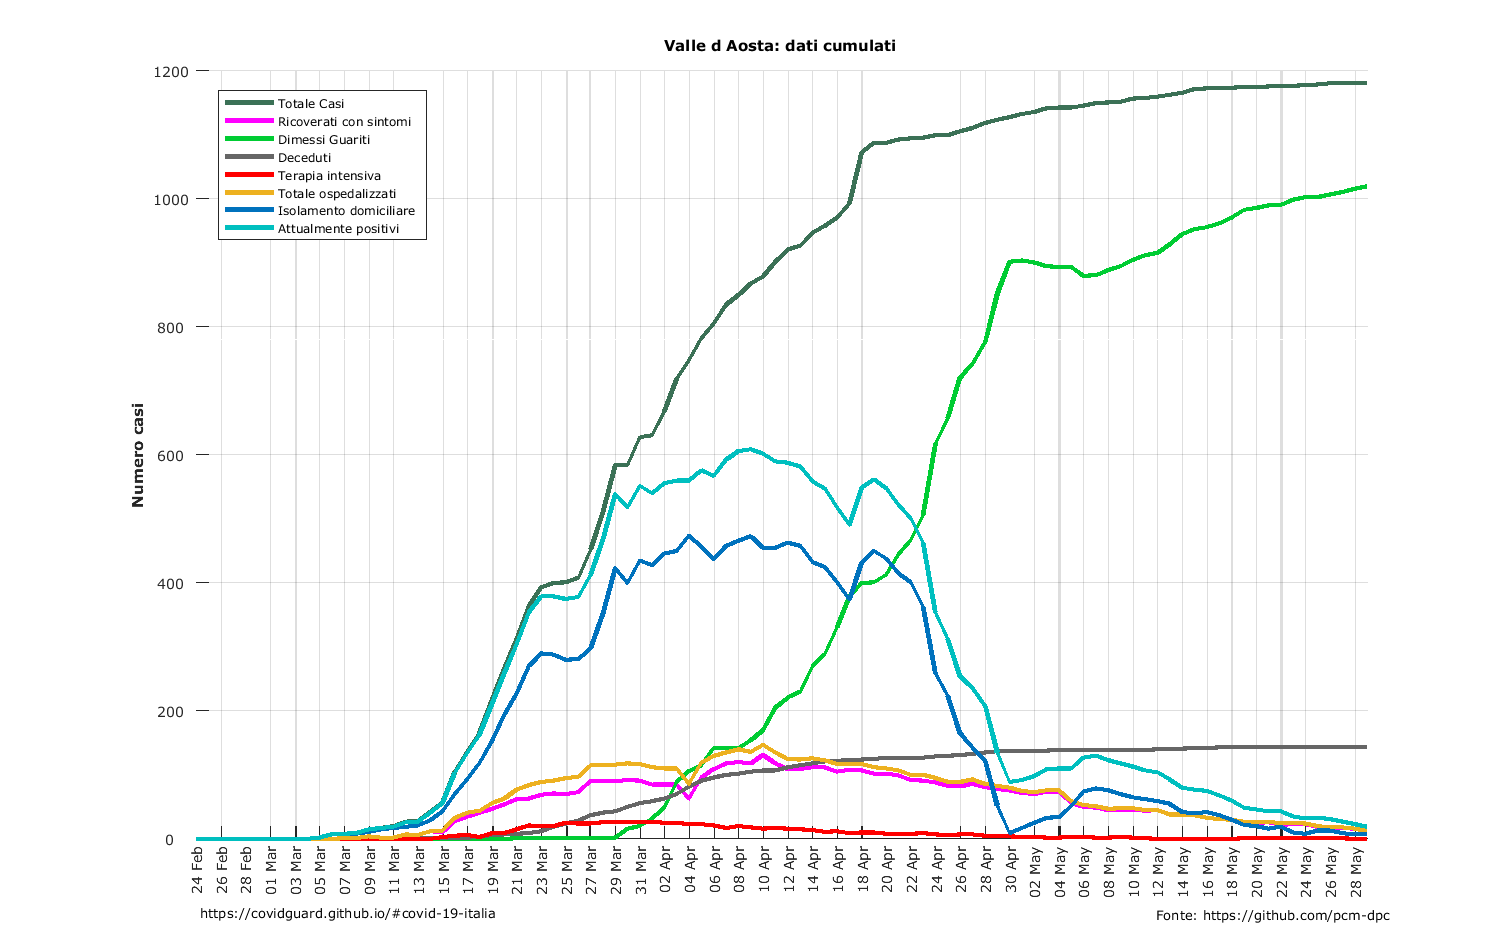 Valle d Aosta: dati cumulati
Numero casi
1200
1000
800
600
400
200
0
Totale Casi
Ricoverati con sintomi
Dimessi Guariti
Deceduti
Terapia intensiva
Totale ospedalizzati
Isolamento domiciliare
Attualmente positivi
24 Feb
26 Feb
28 Feb
01 Mar
03 Mar
05 Mar
07 Mar
09 Mar
11 Mar
13 Mar
15 Mar
17 Mar
19 Mar
21 Mar
23 Mar
25 Mar
27 Mar
29 Mar
31 Mar
02 Apr
04 Apr
06 Apr
08 Apr
10 Apr
12 Apr
14 Apr
16 Apr
18 Apr
20 Apr
22 Apr
24 Apr
26 Apr
28 Apr
30 Apr
02 May
04 May
06 May
08 May
10 May
12 May
14 May
16 May
18 May
20 May
22 May
24 May
26 May
28 May
https://covidguard.github.io/#covid-19-italia
Fonte: https://github.com/pcm-dpc